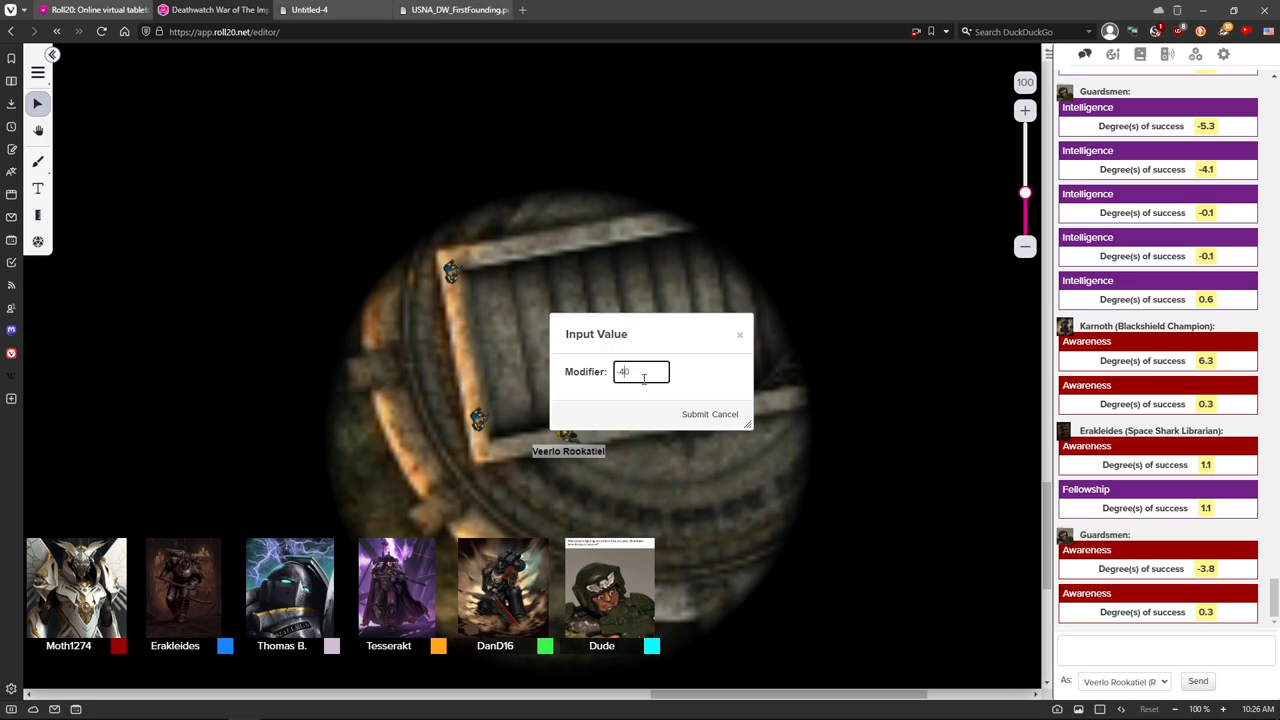 Roll20: Online virtual tablet
Deathwatch War of The Imp
Untitled-4
USNA_DW_FirstFounding.p
https://app.roll20.net/editor/
Search DuckDuckGo
100
Guardsmen:
Intelligence
Degree(s) of success -5.3
Intelligence
Degree(s) of success -4.1
Intelligence
Degree(s) of success -0.1
Intelligence
Degree(s) of success -0.1
Intelligence
Degree(s) of success 0.6
Karnoth (Blackshield Champion):
Awareness
Degree(s) of success 6.3
Awareness
Degree(s) of success 0.3
Erakleides (Space Shark Librarian):
Awareness
Degree(s) of success 1.1
Fellowship
Degree(s) of success 1.1
Guardsmen:
Awareness
Degree(s) of success -3.8
Awareness
Degree(s) of success 0.3
Input Value
Modifier: -40
Submit Cancel
Veerlo Rookatiel
Moth1274
Erakleides
Thomas B.
Tesserakt
DanD16
Dude
As: Veerlo Rookatiel (R
Send
Reset
100 %
10:26 AM